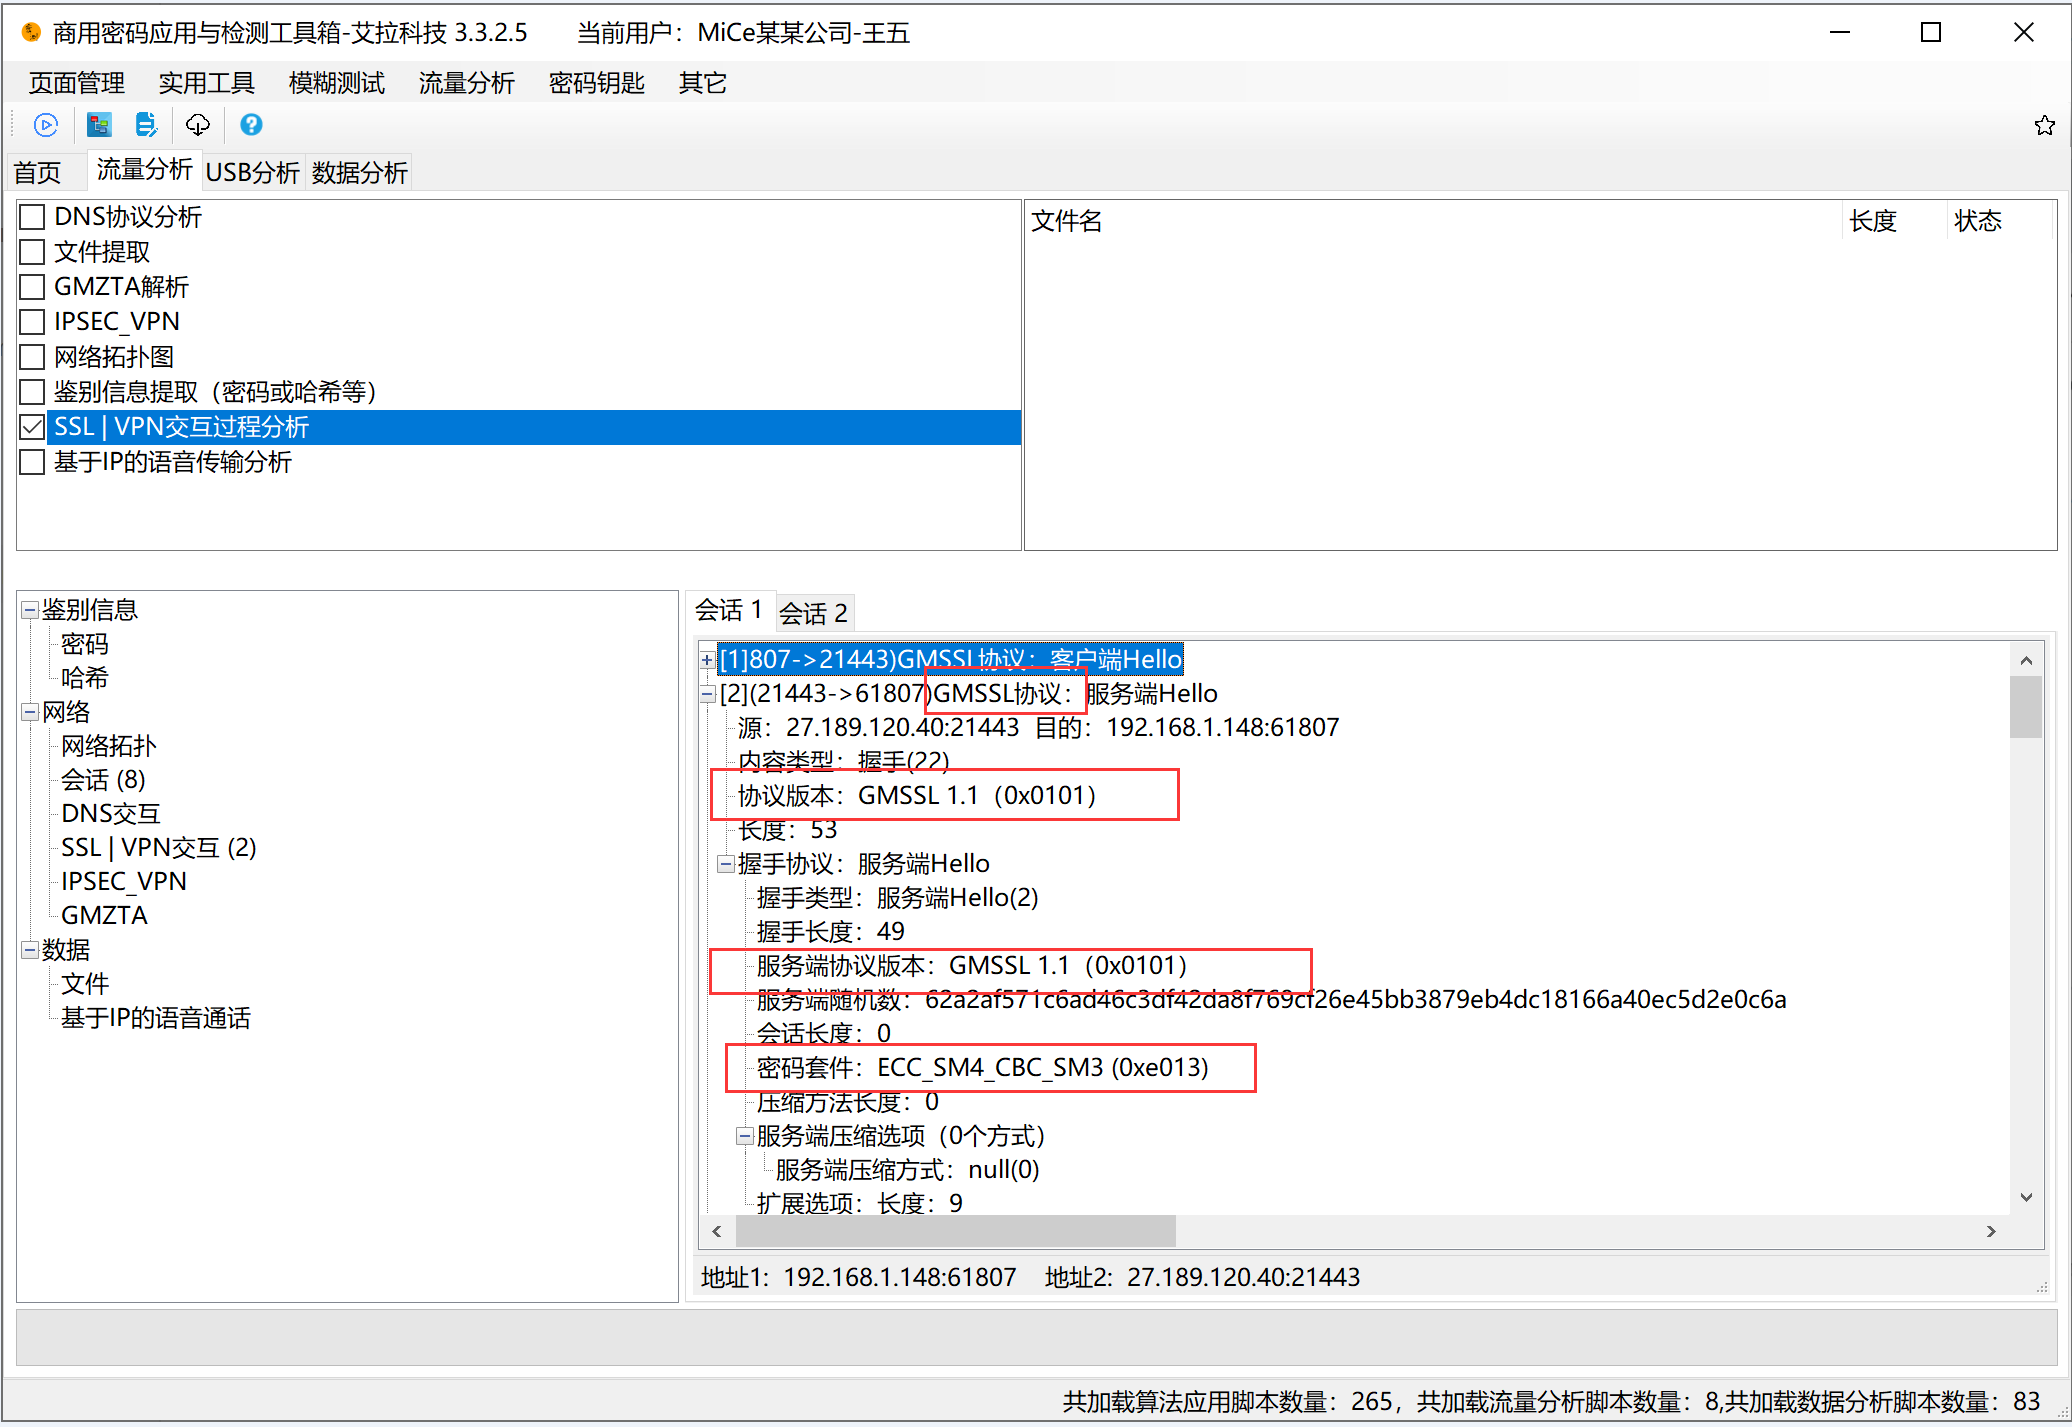 商用密码应用与检测工具箱-艾拉科技 3.3.2.5 当前用户：MiCe某某公司-王五
页面管理 实用工具 模糊测试 流量分析 密码钥匙 其它
首页 流量分析 USB分析 数据分析
DNS协议分析
文件提取
GMZTA解析
IPSEC_VPN
网络拓扑图
鉴别信息提取（密码或哈希等）
SSL | VPN交互过程分析
基于IP的语音传输分析
文件名 长度 状态
鉴别信息
密码
哈希
网络
网络拓扑
会话 (8)
DNS交互
SSL | VPN交互 (2)
IPSEC_VPN
GMZTA
数据
文件
基于IP的语音通话
会话 1 会话 2
[1]807->21443)GMSSL协议：客户端Hello
[2](21443->61807)GMSSL协议：服务端Hello
源：27.189.120.40:21443 目的：192.168.1.148:61807
内容类型：握手(22)
协议版本：GMSSL 1.1（0x0101）
长度：53
握手协议：服务端Hello
握手类型：服务端Hello(2)
握手长度：49
服务端协议版本：GMSSL 1.1（0x0101）
服务端随机数：62a2af571c6ad46c3df42da8f769cf26e45bb3879eb4dc18166a40ec5d2e0c6a
会话长度：0
密码套件：ECC_SM4_CBC_SM3 (0xe013)
压缩方法长度：0
服务端压缩选项（0个方式）
服务端压缩方式：null(0)
扩展选项：长度：9
地址1：192.168.1.148:61807 地址2：27.189.120.40:21443
共加载算法应用脚本数量：265，共加载流量分析脚本数量：8,共加载数据分析脚本数量：83